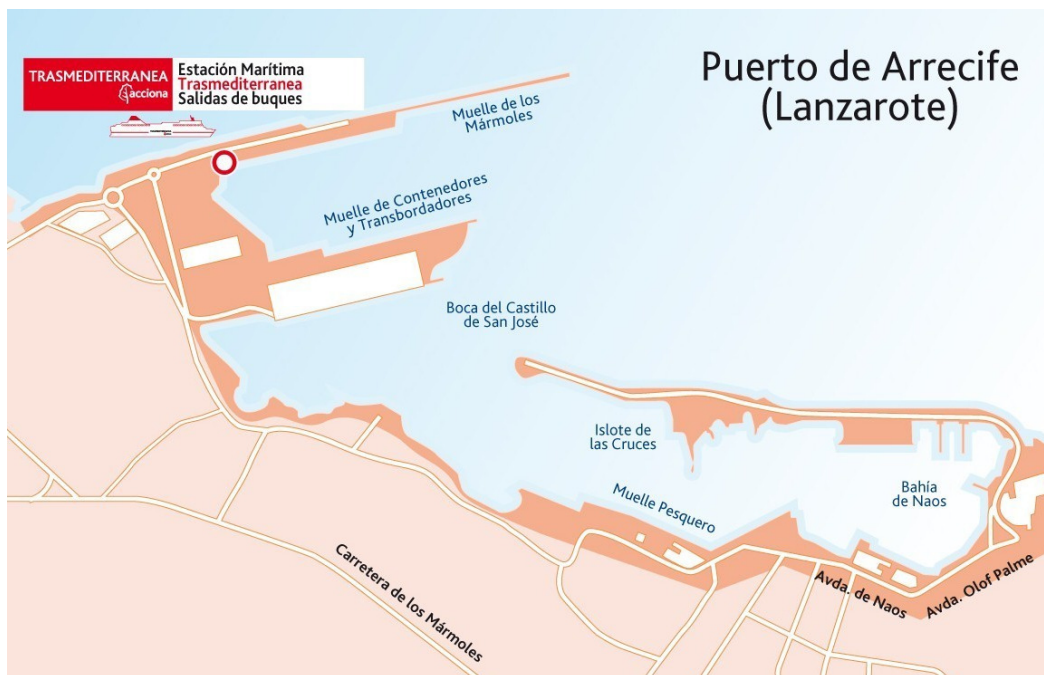 TRASMEDITERRANEA
acciona
Estación Marítima
Trasmediterranea
Salidas de buques
Puerto de Arrecife
(Lanzarote)
Muelle de los
Mármoles
Muelle de Contenedores
y Transbordadores
Boca del Castillo
de San José
Islote de
las Cruces
Bahía
de Naos
Muelle Pesquero
Carretera de los Mármoles
Avda. de Naos
Avda. Olof Palme